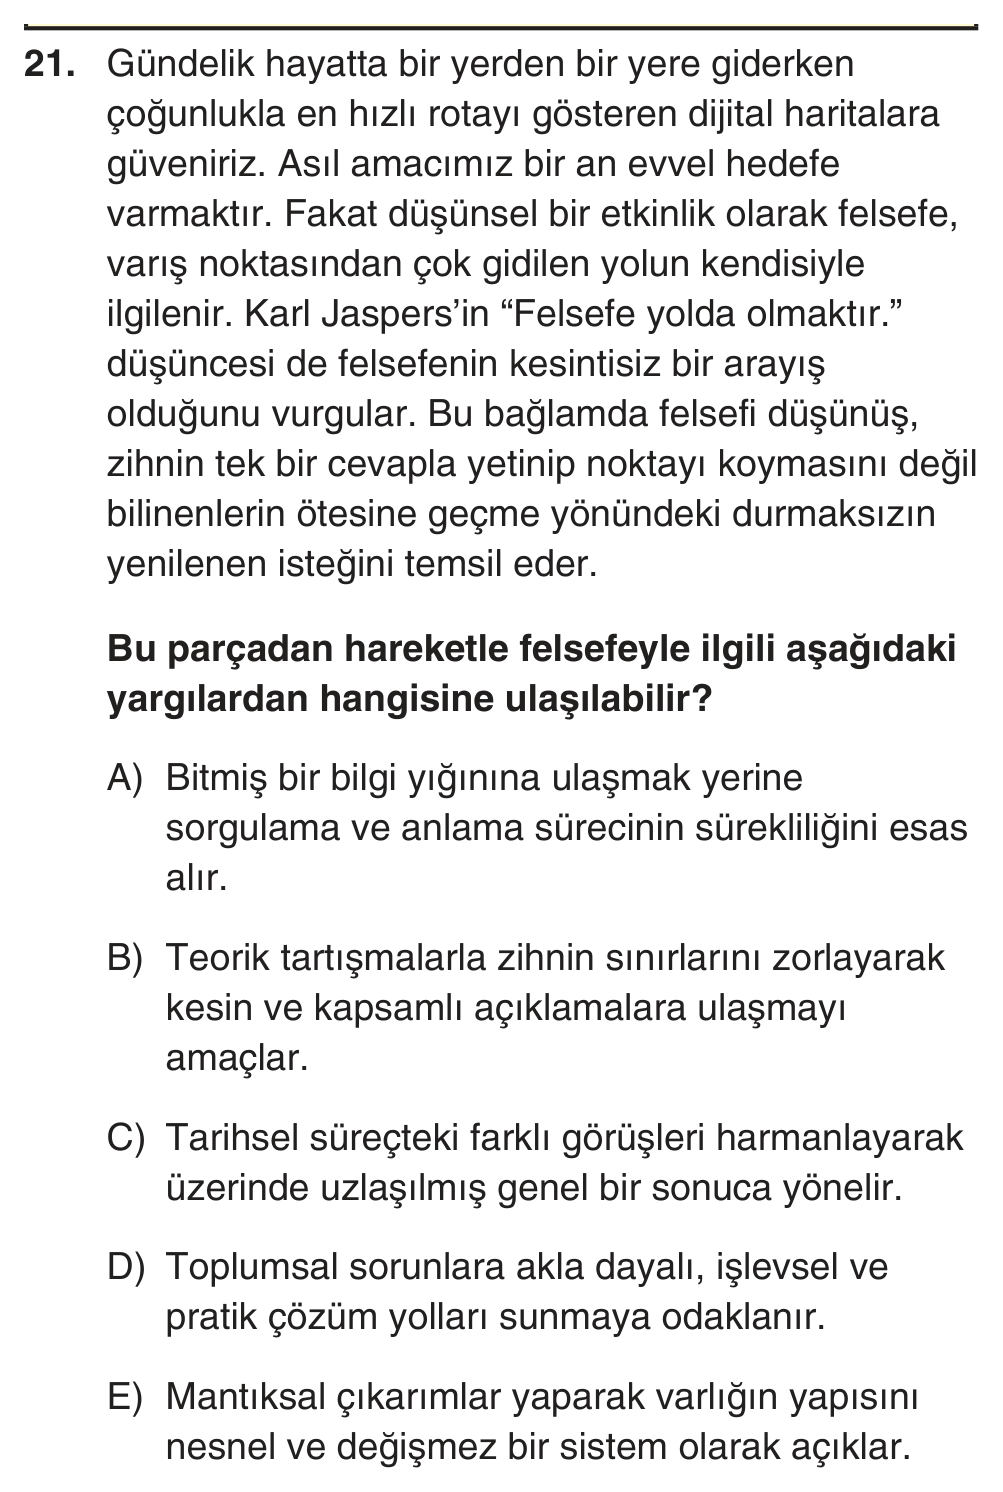 21. Gündelik hayatta bir yerden bir yere giderken
çoğunlukla en hızlı rotayı gösteren dijital haritalara
güveniriz. Asıl amacımız bir an evvel hedefe
varmaktır. Fakat düşünsel bir etkinlik olarak felsefe,
varış noktasından çok gidilen yolun kendisiyle
ilgilenir. Karl Jaspers’in “Felsefe yolda olmaktır.”
düşüncesi de felsefenin kesintisiz bir arayış
olduğunu vurgular. Bu bağlamda felsefi düşünüş,
zihnin tek bir cevapla yetinip noktayı koymasını değil
bilinenlerin ötesine geçme yönündeki durmaksızın
yenilenen isteğini temsil eder.
Bu parçadan hareketle felsefeyle ilgili aşağıdaki
yargılardan hangisine ulaşılabilir?
A) Bitmiş bir bilgi yığınına ulaşmak yerine
sorgulama ve anlama sürecinin sürekliliğini esas
alır.
B) Teorik tartışmalarla zihnin sınırlarını zorlayarak
kesin ve kapsamlı açıklamalara ulaşmayı
amaçlar.
C) Tarihsel süreçteki farklı görüşleri harmanlayarak
üzerinde uzlaşılmış genel bir sonuca yönelir.
D) Toplumsal sorunlara akla dayalı, işlevsel ve
pratik çözüm yolları sunmaya odaklanır.
E) Mantıksal çıkarımlar yaparak varlığın yapısını
nesnel ve değişmez bir sistem olarak açıklar.